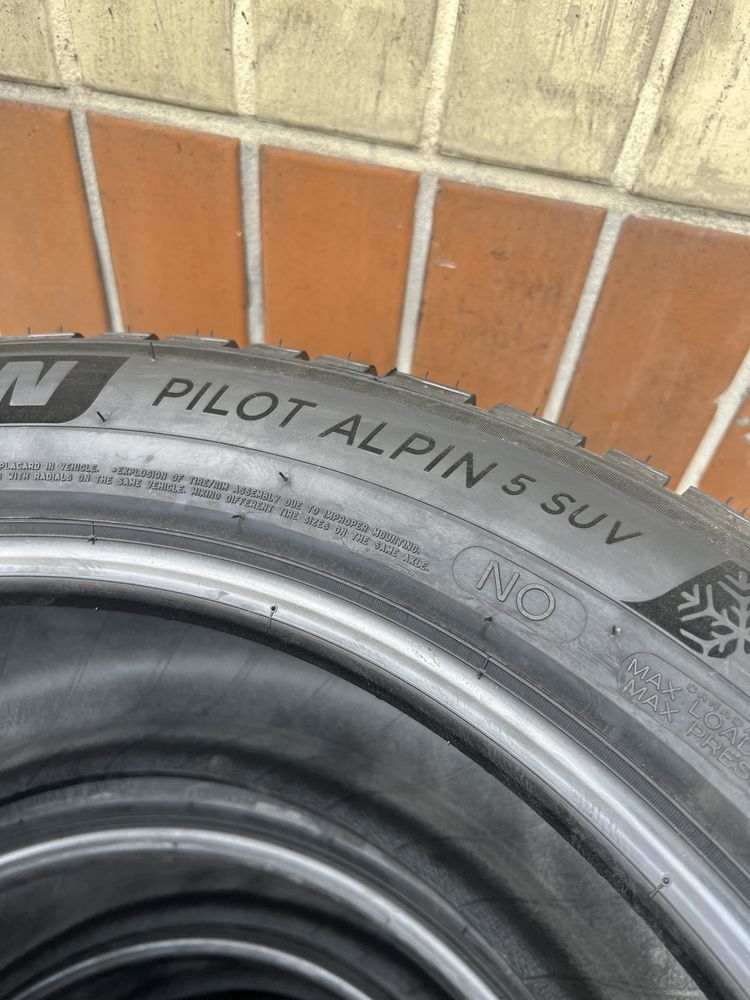 N
PILOT ALPIN 5 SUV
PLACARD IN VEHICLE. •EXPLOSION OF TIRE/RIM ASSEMBLY DUE TO IMPROPER MOUNTING.
WITH RADIALS ON THE SAME VEHICLE. MIXING DIFFERENT TIRE SIZES ON THE SAME AXLE.
NO
CANAD
MAX LOAD
MAX PRES